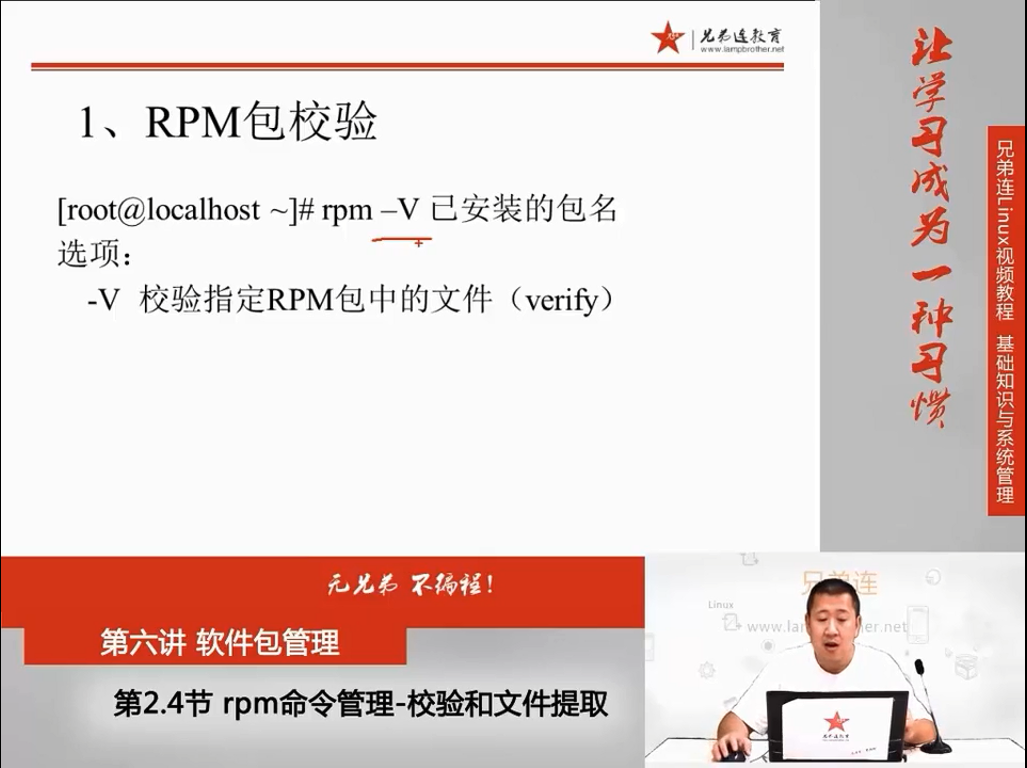 兄弟连教育
www.lampbrother.net
1、RPM包校验
[root@localhost ~]# rpm –V 已安装的包名
选项：
-V 校验指定RPM包中的文件（verify）
让学习成为一种习惯
兄弟连Linux视频教程 基础知识与系统管理
无兄弟 不编程!
第六讲 软件包管理
第2.4节 rpm命令管理-校验和文件提取
兄弟连
Linux